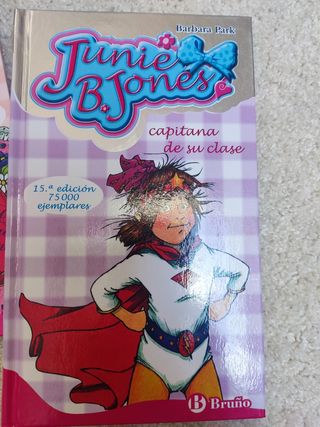 Barbara Park
Junie
B. Jones
capitana
de su clase
15.ª edición
75 000
ejemplares
B Bruño